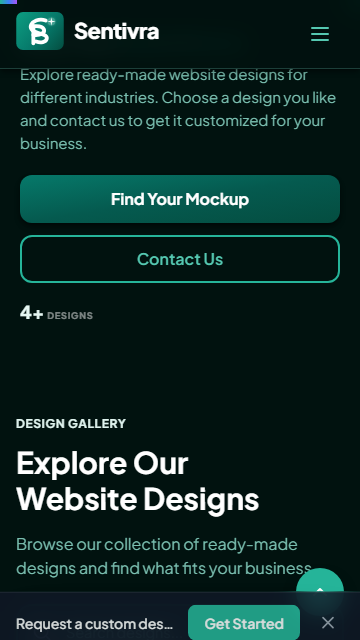 Sentivra
Explore ready-made website designs for
different industries. Choose a design you like
and contact us to get it customized for your
business.
Find Your Mockup
Contact Us
4+ DESIGNS
DESIGN GALLERY
Explore Our
Website Designs
Browse our collection of ready-made
designs and find what fits your business.
Request a custom des...
Get Started